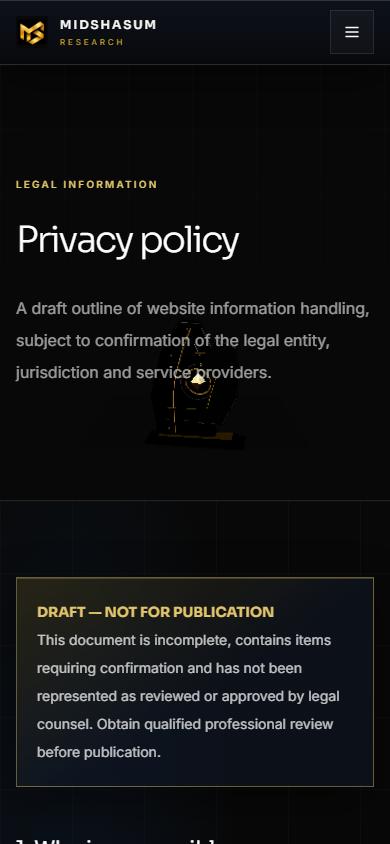 MIDSHASUM
RESEARCH
LEGAL INFORMATION
Privacy policy
A draft outline of website information handling,
subject to confirmation of the legal entity,
jurisdiction and service providers.
DRAFT — NOT FOR PUBLICATION
This document is incomplete, contains items
requiring confirmation and has not been
represented as reviewed or approved by legal
counsel. Obtain qualified professional review
before publication.